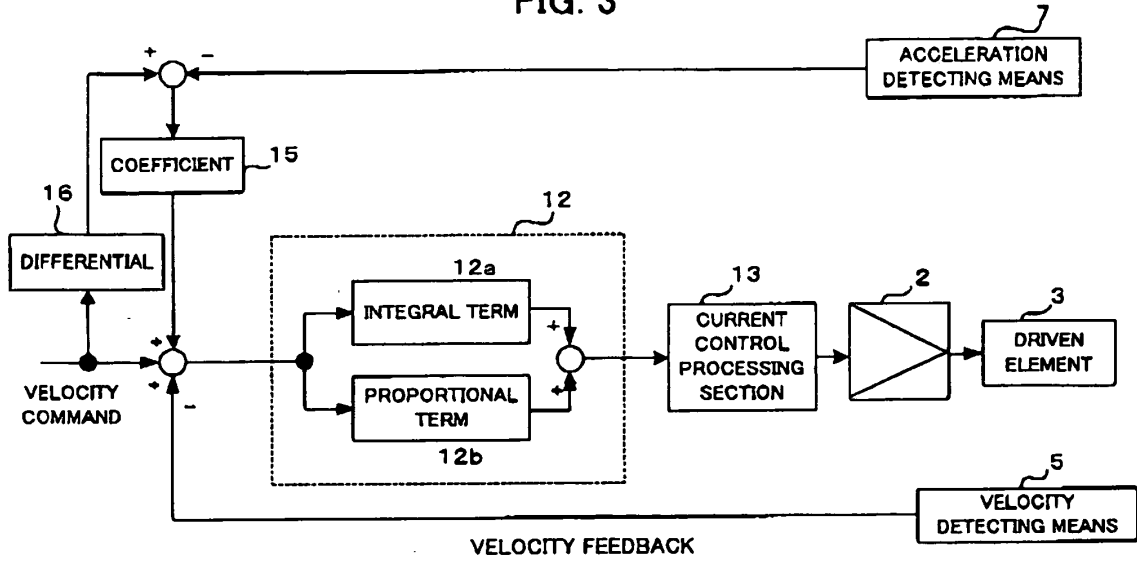 FIG. 3
7
ACCELERATION
DETECTING MEANS
+
−
COEFFICIENT
15
16
DIFFERENTIAL
12
12a
INTEGRAL TERM
+
13
CURRENT
CONTROL
PROCESSING
SECTION
2
3
DRIVEN
ELEMENT
+
+
−
VELOCITY
COMMAND
PROPORTIONAL
TERM
+
12b
5
VELOCITY
DETECTING MEANS
VELOCITY FEEDBACK